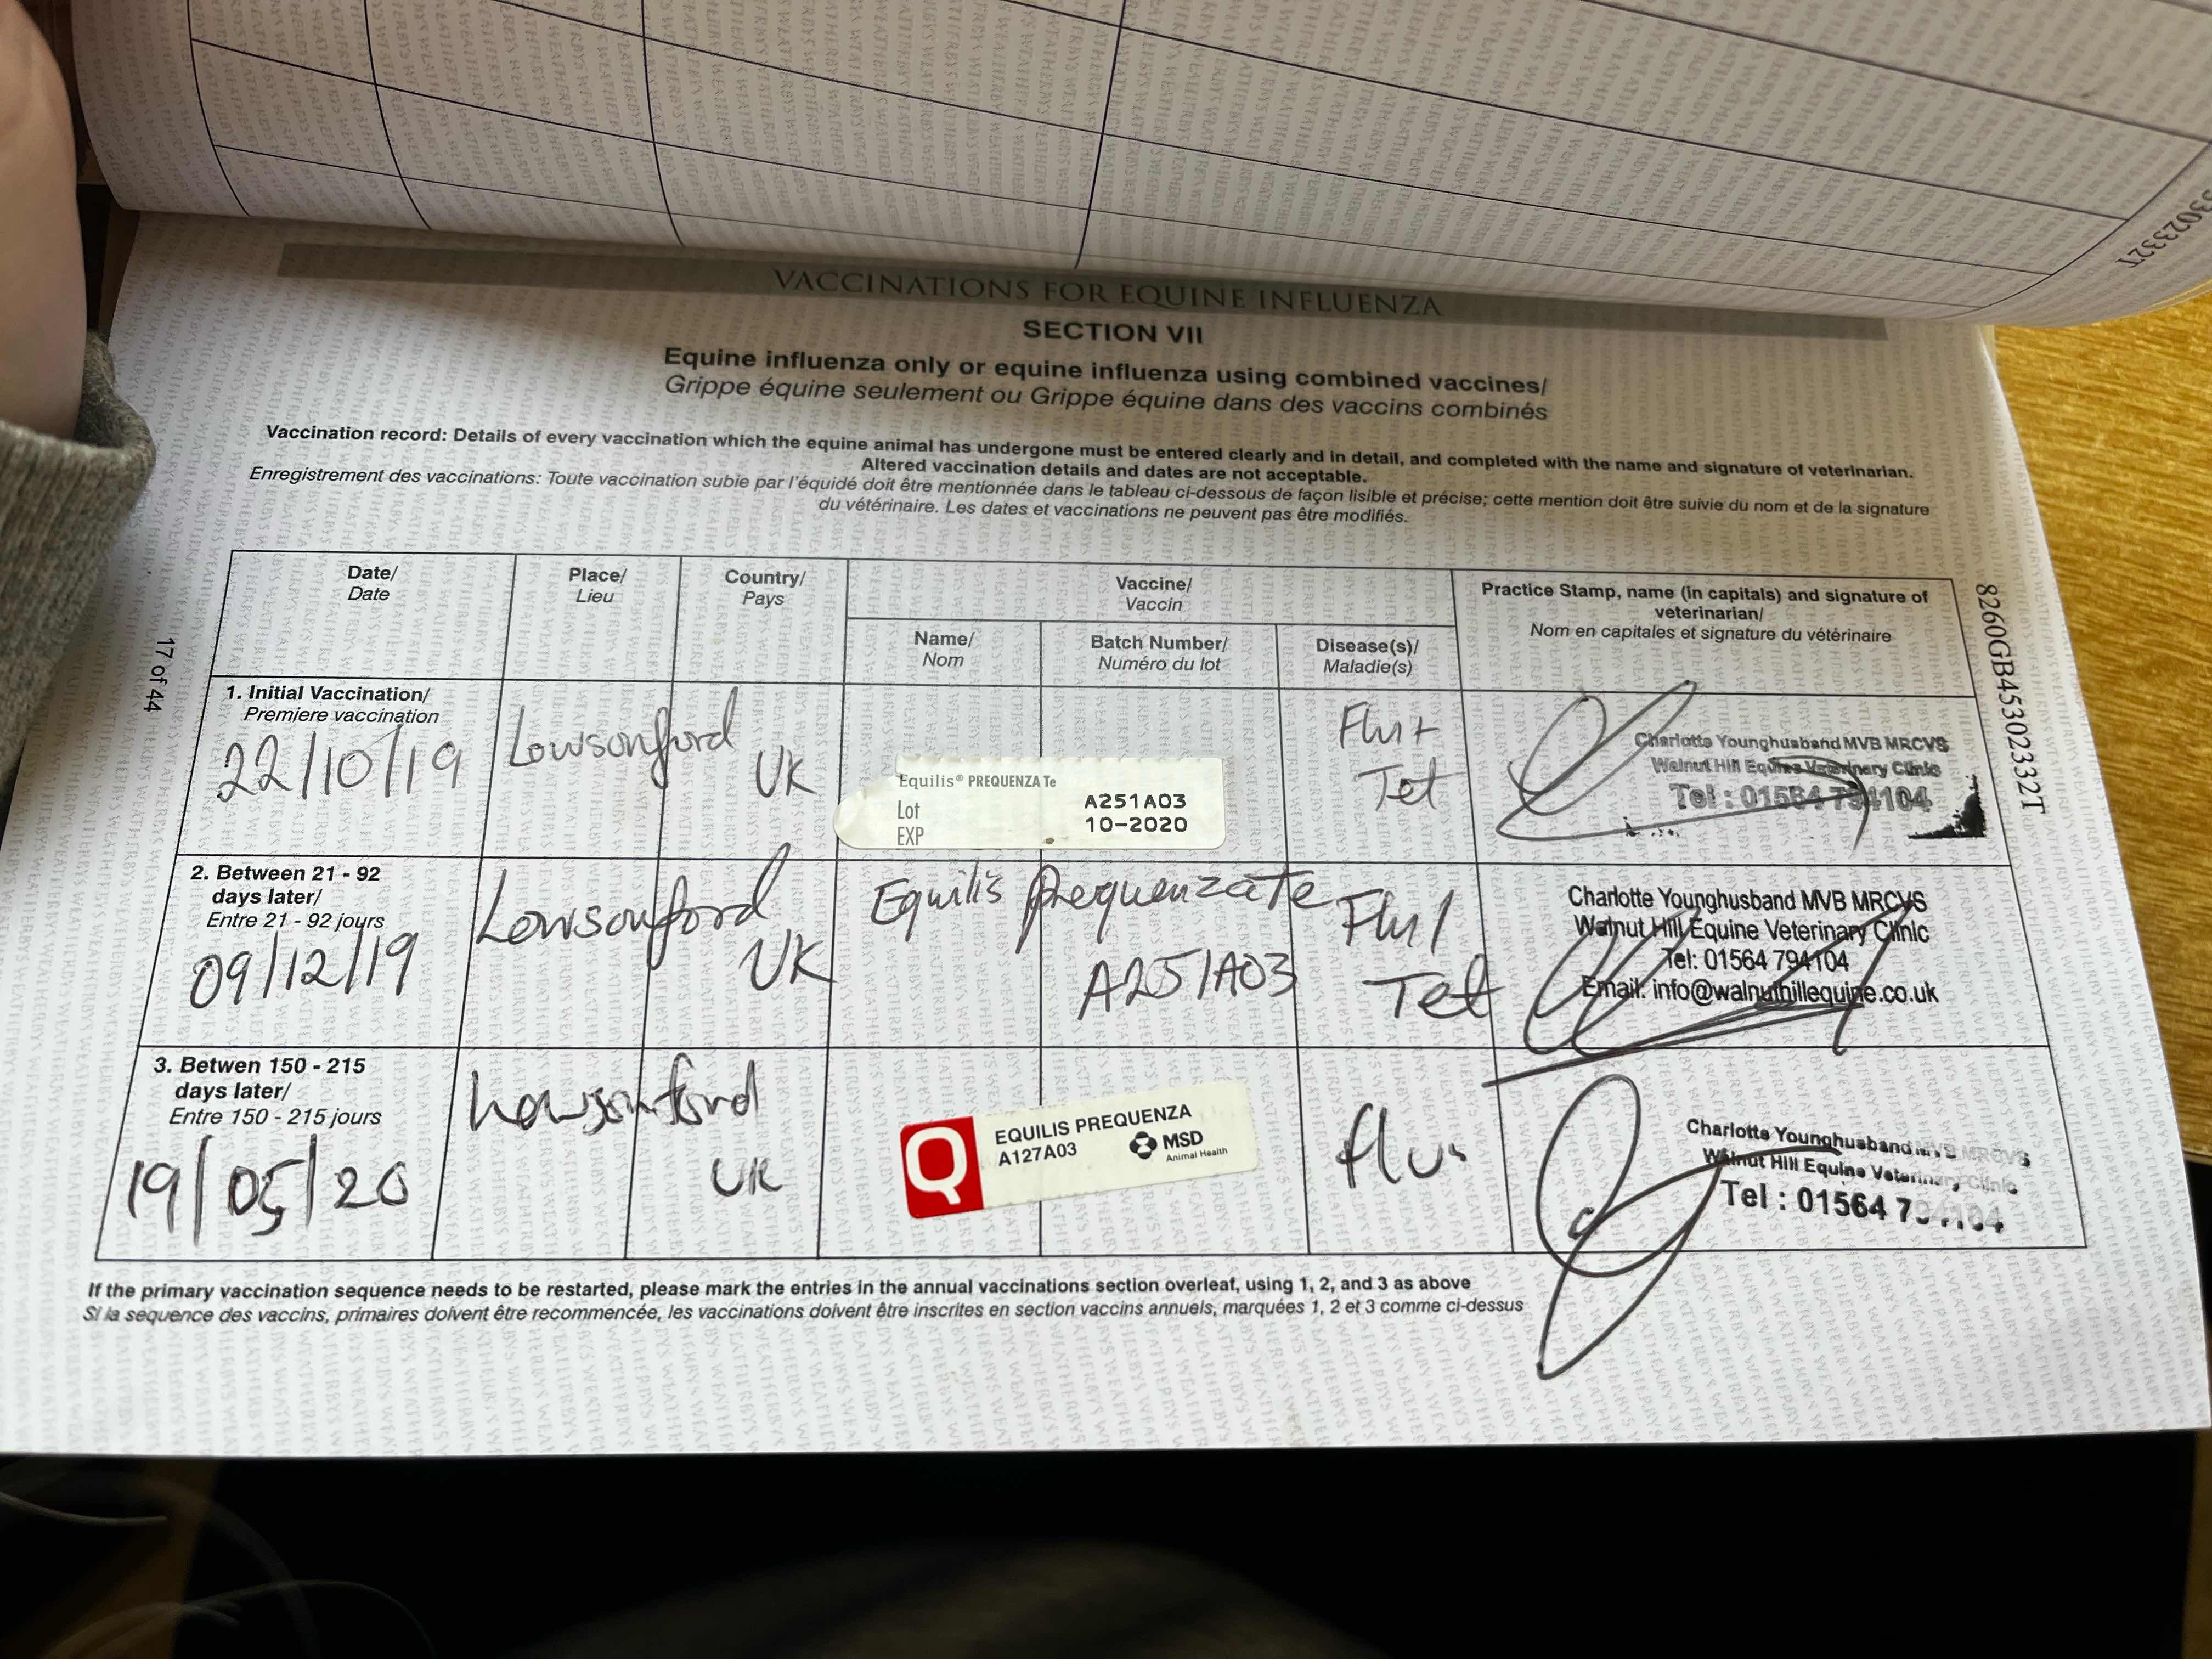 VACCINATIONS FOR EQUINE INFLUENZA
SECTION VII
Equine influenza only or equine influenza using combined vaccines/
Grippe équine seulement ou Grippe équine dans des vaccins combinés
Vaccination record: Details of every vaccination which the equine animal has undergone must be entered clearly and in detail, and completed with the name and signature of veterinarian.
Altered vaccination details and dates are not acceptable.
Enregistrement des vaccinations: Toute vaccination subie par l'équidé doit être mentionnée dans le tableau ci-dessous de façon lisible et précise; cette mention doit être suivie du nom et de la signature
du vétérinaire. Les dates et vaccinations ne peuvent pas être modifiés.
Date/
Date
Place/
Lieu
Country/
Pays
Vaccine/
Vaccin
Name/
Nom
Batch Number/
Numéro du lot
Disease(s)/
Maladie(s)
Practice Stamp, name (in capitals) and signature of
veterinarian/
Nom en capitales et signature du vétérinaire
1. Initial Vaccination/
Premiere vaccination
22/10/19
Lowsonford
UK
Equilis® PREQUENZA Te
Lot A251A03
EXP 10-2020
Flu+
Tet
Charlotte Younghusband MVB MRCVS
Walnut Hill Equine Veterinary Clinic
Tel : 01564 794104
2. Between 21 - 92
days later/
Entre 21 - 92 jours
09/12/19
Lowsonford
UK
Equilis prequenzate
A251A03
Flu/
Tet
Charlotte Younghusband MVB MRCVS
Walnut Hill Equine Veterinary Clinic
Tel: 01564 794104
Email: info@walnuthillequine.co.uk
3. Betwen 150 - 215
days later/
Entre 150 - 215 jours
19/05/20
Lowsonford
UK
Q
EQUILIS PREQUENZA
A127A03
MSD
Animal Health
flu
Charlotte Younghusband MVB MRCVS
Walnut Hill Equine Veterinary Clinic
Tel : 01564 794104
If the primary vaccination sequence needs to be restarted, please mark the entries in the annual vaccinations section overleaf, using 1, 2, and 3 as above
Si la sequence des vaccins, primaires doivent être recommencée, les vaccinations doivent être inscrites en section vaccins annuels, marquées 1, 2 et 3 comme ci-dessus
17 of 44
8260GB45302332T